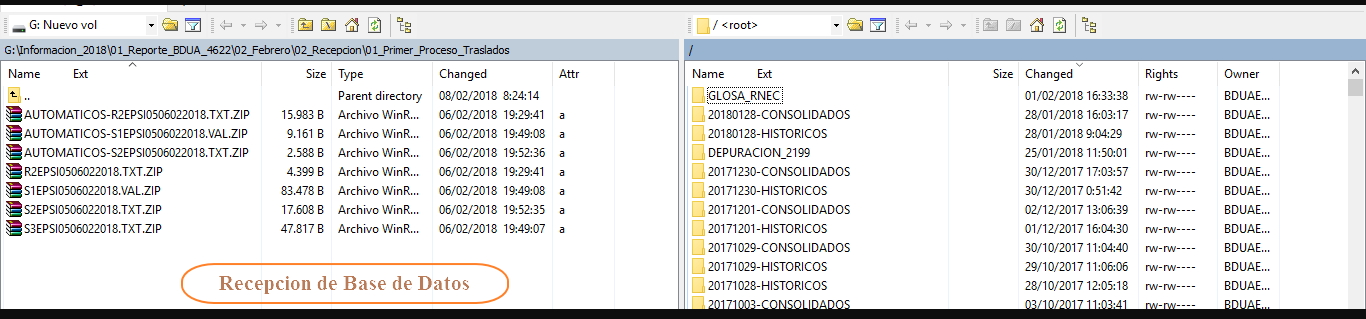 G: Nuevo vol
/ <root>
G:\Informacion_2018\01_Reporte_BDUA_4622\02_Febrero\02_Recepcion\01_Primer_Proceso_Traslados
/
Name Ext Size Type Changed Attr
.. Parent directory 08/02/2018 8:24:14
AUTOMATICOS-R2EPSI0506022018.TXT.ZIP 15.983 B Archivo WinR... 06/02/2018 19:29:41 a
AUTOMATICOS-S1EPSI0506022018.VAL.ZIP 9.161 B Archivo WinR... 06/02/2018 19:49:08 a
AUTOMATICOS-S2EPSI0506022018.TXT.ZIP 2.588 B Archivo WinR... 06/02/2018 19:52:36 a
R2EPSI0506022018.TXT.ZIP 4.399 B Archivo WinR... 06/02/2018 19:29:41 a
S1EPSI0506022018.VAL.ZIP 83.478 B Archivo WinR... 06/02/2018 19:49:08 a
S2EPSI0506022018.TXT.ZIP 17.608 B Archivo WinR... 06/02/2018 19:52:35 a
S3EPSI0506022018.TXT.ZIP 47.817 B Archivo WinR... 06/02/2018 19:49:07 a
Recepcion de Base de Datos
Name Ext Size Changed Rights Owner
GLOSA_RNEC 01/02/2018 16:33:38 rw-rw---- BDUAE...
20180128-CONSOLIDADOS 28/01/2018 16:03:17 rw-rw---- BDUAE...
20180128-HISTORICOS 28/01/2018 9:04:29 rw-rw---- BDUAE...
DEPURACION_2199 25/01/2018 11:50:01 rw-rw---- BDUAE...
20171230-CONSOLIDADOS 30/12/2017 17:03:57 rw-rw---- BDUAE...
20171230-HISTORICOS 30/12/2017 0:51:42 rw-rw---- BDUAE...
20171201-CONSOLIDADOS 02/12/2017 13:06:39 rw-rw---- BDUAE...
20171201-HISTORICOS 01/12/2017 16:04:30 rw-rw---- BDUAE...
20171029-CONSOLIDADOS 30/10/2017 11:04:40 rw-rw---- BDUAE...
20171029-HISTORICOS 29/10/2017 11:06:06 rw-rw---- BDUAE...
20171028-HISTORICOS 28/10/2017 12:05:18 rw-rw---- BDUAE...
20171003-CONSOLIDADOS 03/10/2017 11:03:41 rw-rw---- BDUAE...